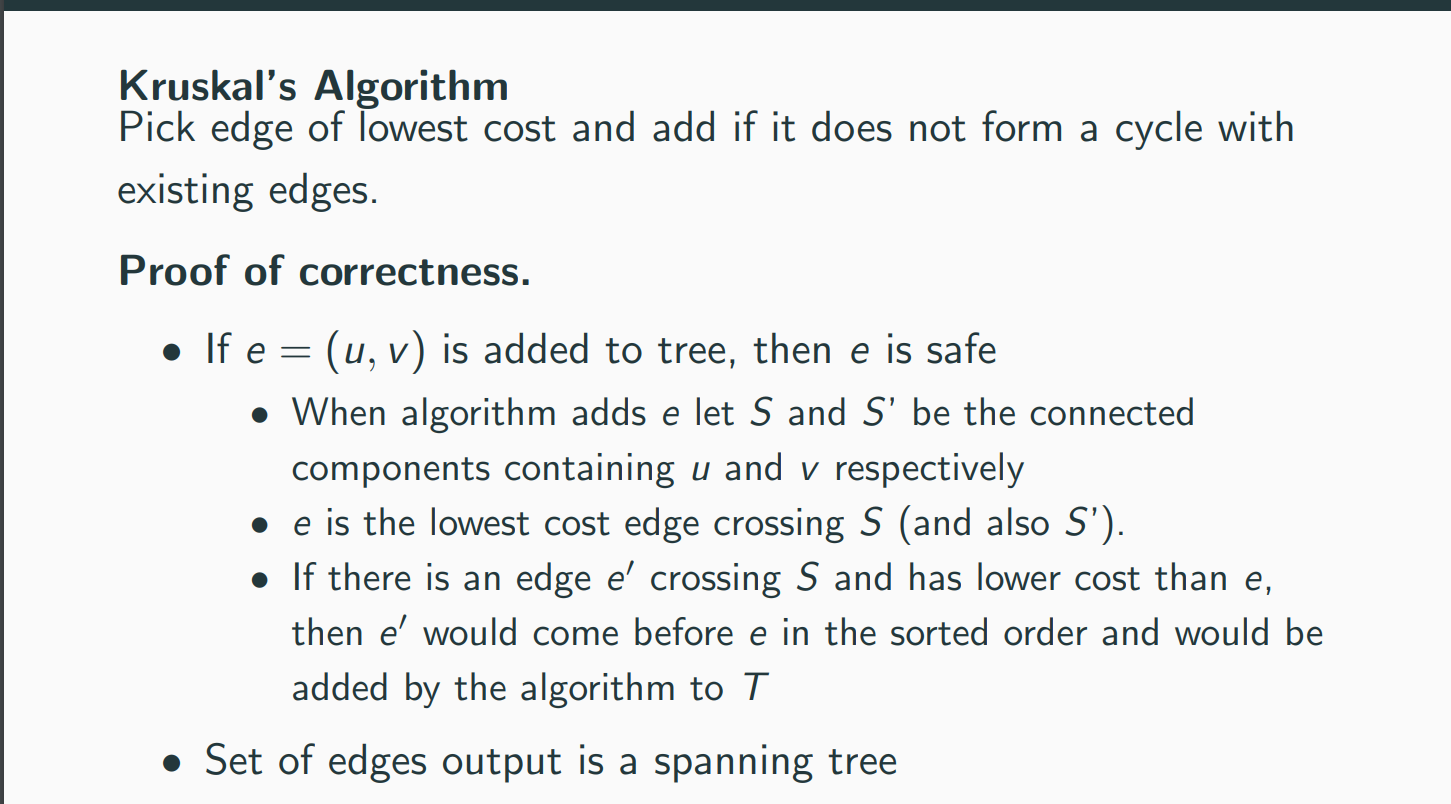 Kruskal's Algorithm
Pick edge of lowest cost and add if it does not form a cycle with
existing edges.
Proof of correctness.
• If e = (u, v) is added to tree, then e is safe
• When algorithm adds e let S and S' be the connected
components containing u and v respectively
• e is the lowest cost edge crossing S (and also S').
• If there is an edge e′ crossing S and has lower cost than e,
then e′ would come before e in the sorted order and would be
added by the algorithm to T
• Set of edges output is a spanning tree